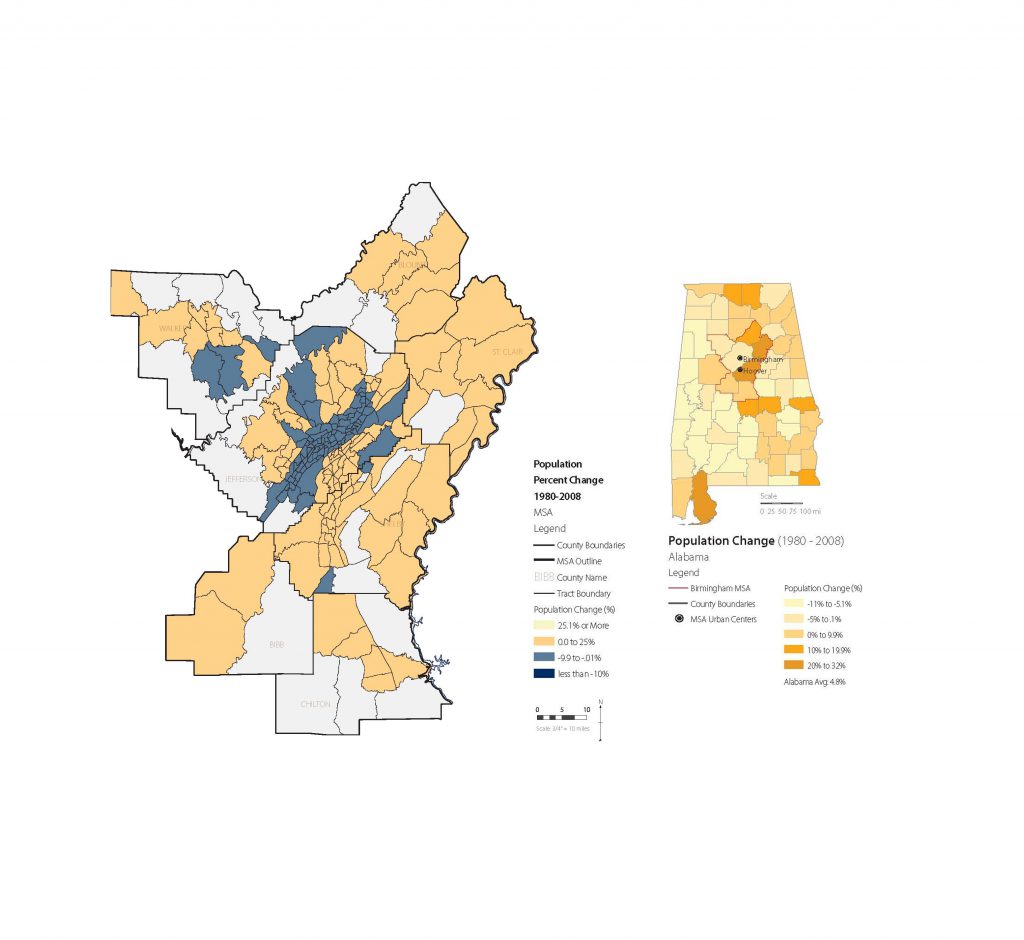 BLOUNT
WALKER
ST. CLAIR
JEFFERSON
SHELBY
BIBB
CHILTON
Population
Percent Change
1980-2008
MSA
Legend
County Boundaries
MSA Outline
BIBB County Name
Tract Boundary
Population Change (%)
25.1% or More
0.0 to 25%
-9.9 to -.01%
less than -10%
0 5 10
Scale: 3/4" = 10 miles
N
Birmingham
Hoover
Scale
0 25 50 75 100 mi
Population Change (1980 - 2008)
Alabama
Legend
Birmingham MSA
County Boundaries
MSA Urban Centers
Population Change (%)
-11% to -5.1%
-5% to .1%
0% to 9.9%
10% to 19.9%
20% to 32%
Alabama Avg: 4.8%